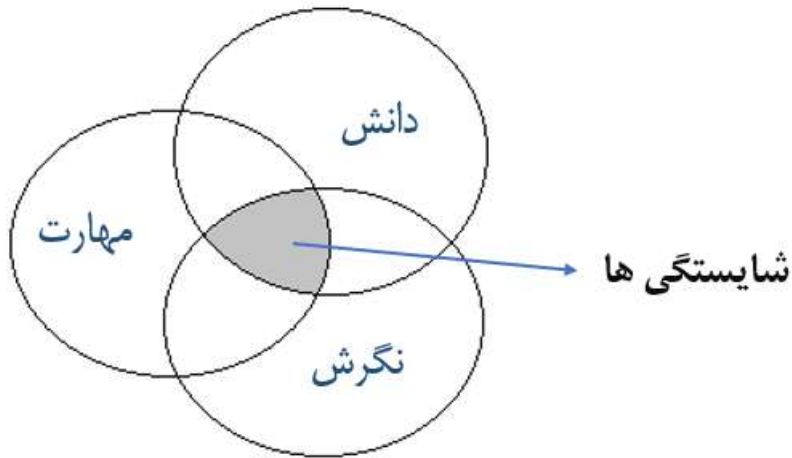 دانش
مهارت
شایستگی ها
نگرش